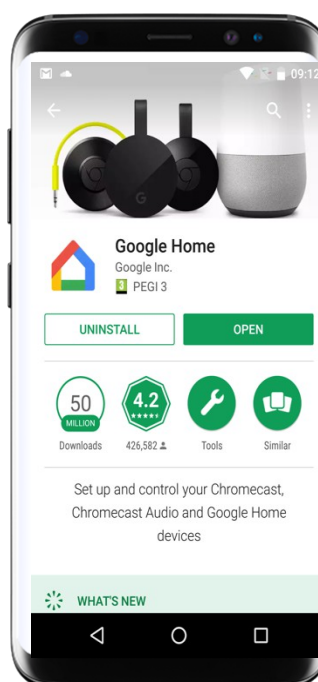 09:12
G
Google Home
Google Inc.
3 PEGI 3
UNINSTALL
OPEN
50
MILLION
4.2
Downloads
426,582
Tools
Similar
Set up and control your Chromecast,
Chromecast Audio and Google Home
devices
WHAT'S NEW